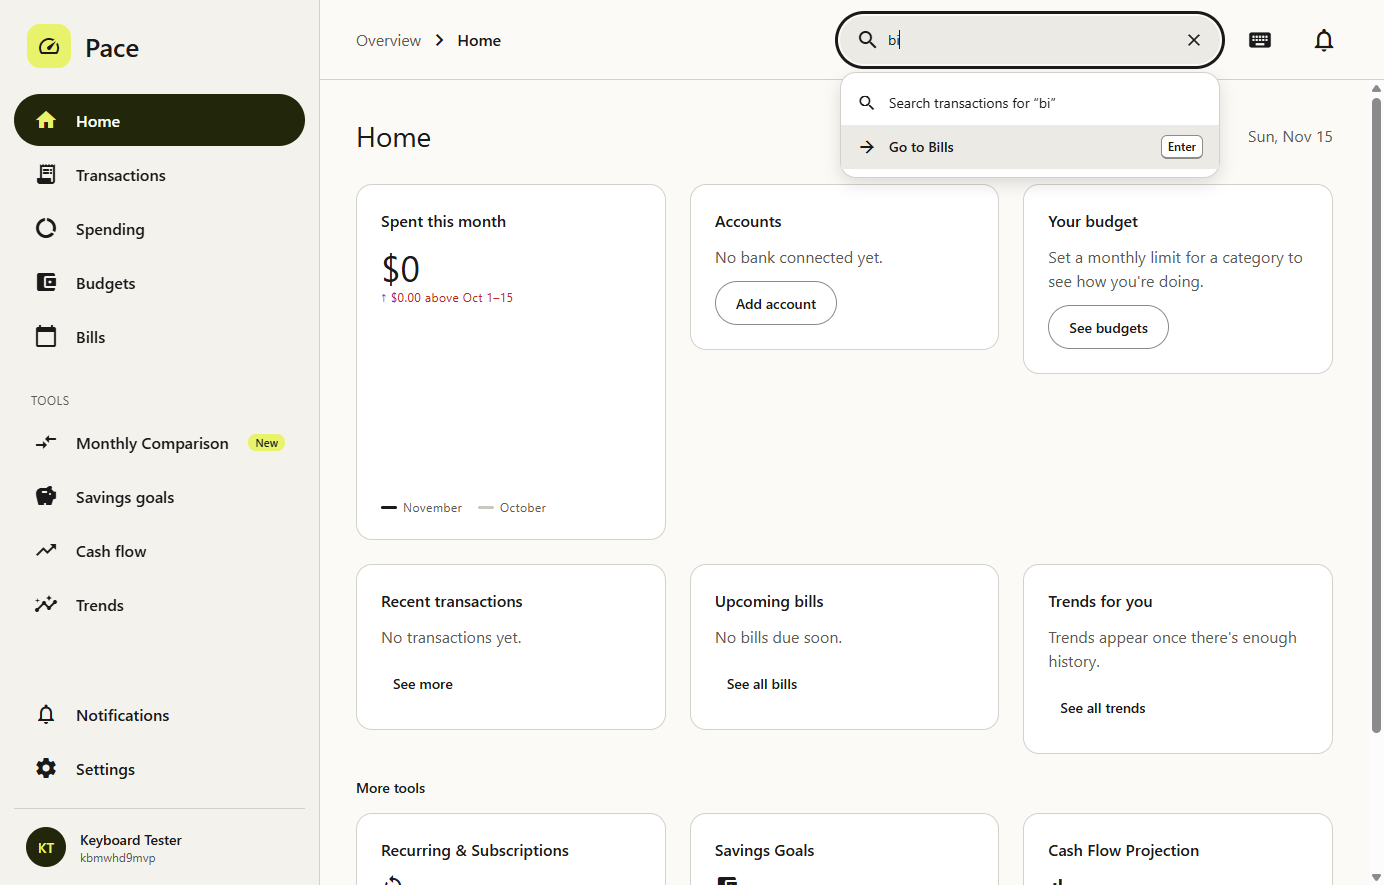 Pace
Home
Transactions
Spending
Budgets
Bills
TOOLS
Monthly Comparison New
Savings goals
Cash flow
Trends
Notifications
Settings
KT
Keyboard Tester
kbmwhd9mvp
Overview Home
bi
Search transactions for “bi”
Go to Bills Enter
Home
Sun, Nov 15
Spent this month
$0
↑ $0.00 above Oct 1–15
November October
Accounts
No bank connected yet.
Add account
Your budget
Set a monthly limit for a category to
see how you're doing.
See budgets
Recent transactions
No transactions yet.
See more
Upcoming bills
No bills due soon.
See all bills
Trends for you
Trends appear once there's enough
history.
See all trends
More tools
Recurring & Subscriptions
Savings Goals
Cash Flow Projection